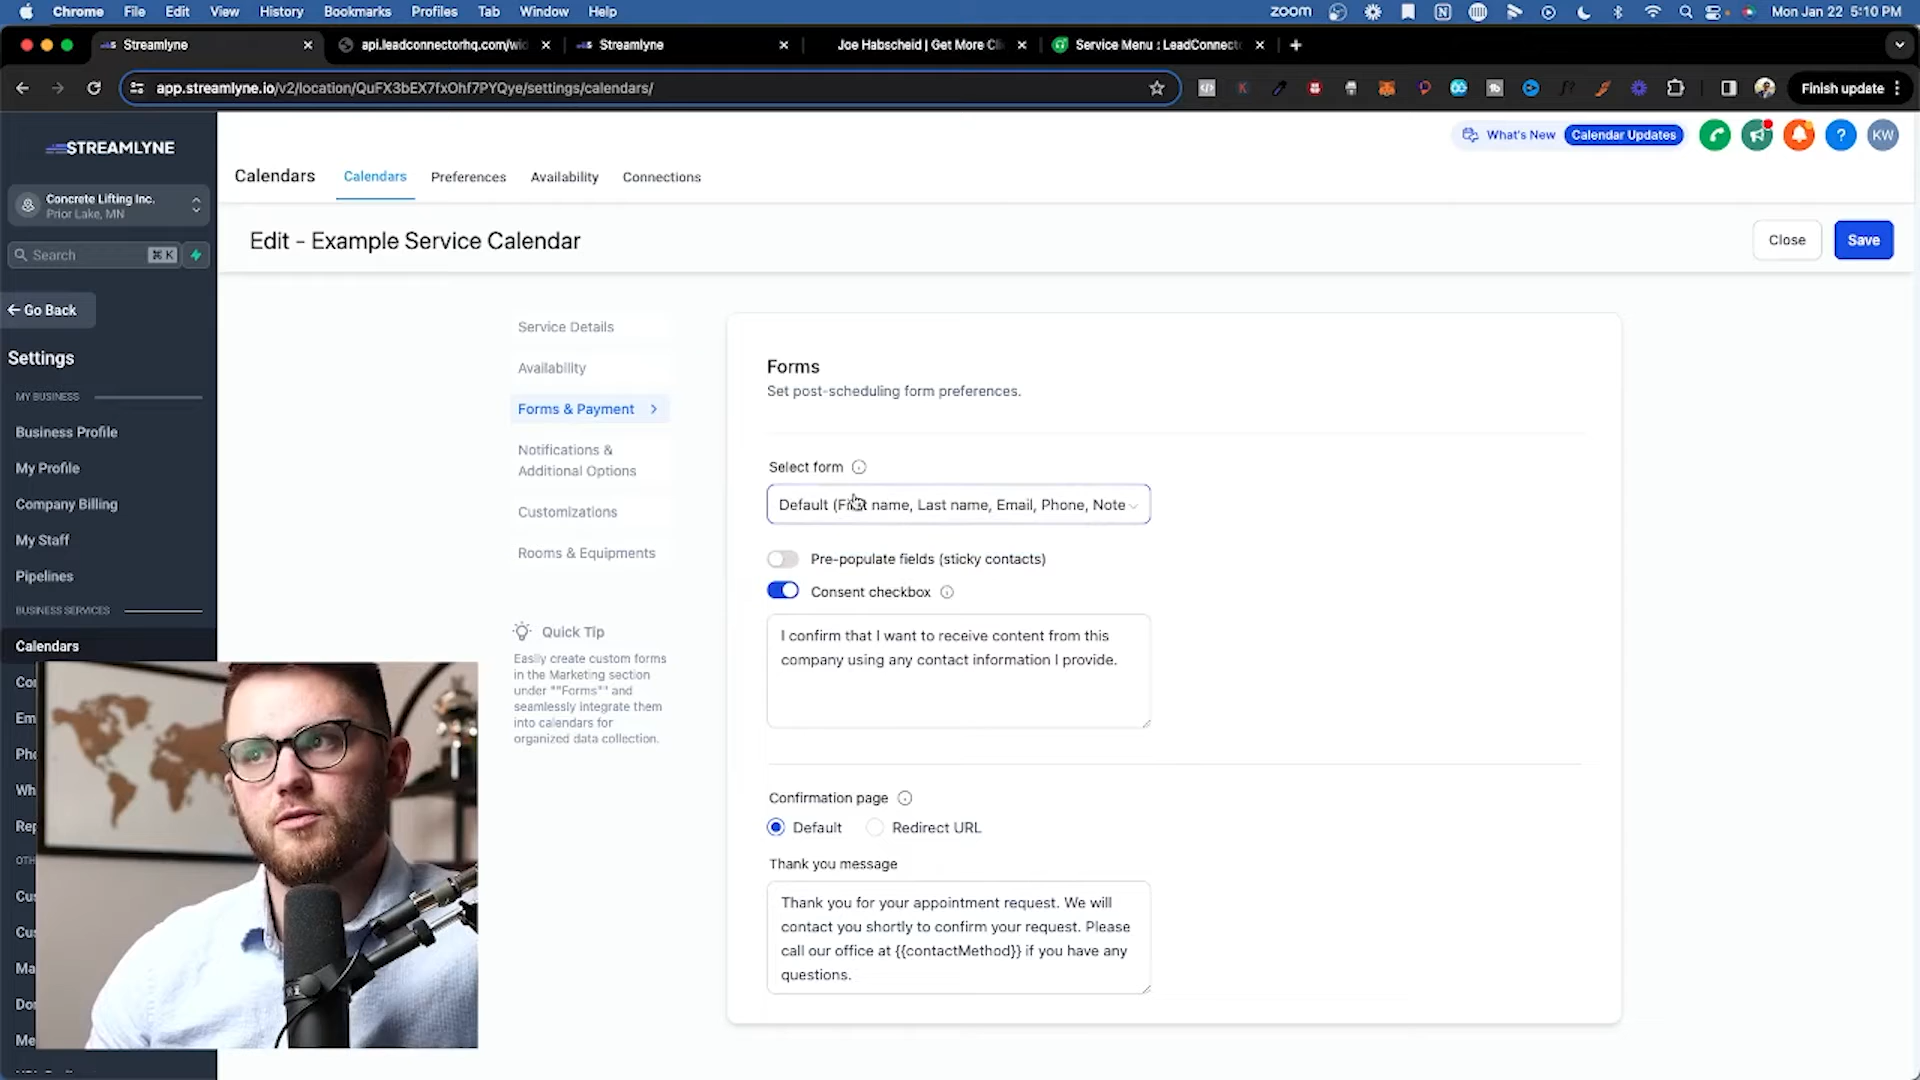 Chrome File Edit View History Bookmarks Profiles Tab Window Help zoom Mon Jan 22 5:10 PM
Streamlyne api.leadconnectorhq.com/wi Streamlyne Joe Habscheid | Get More Cli Service Menu : LeadConnect
app.streamlyne.io/v2/location/QuFX3bEX7fxOhf7PYQye/settings/calendars/ Finish update
STREAMLYNE
What's New Calendar Updates ? KW
Calendars Calendars Preferences Availability Connections
Concrete Lifting Inc.
Prior Lake, MN
Edit - Example Service Calendar Close Save
Search ⌘ K
Go Back
Settings
MY BUSINESS
Business Profile
My Profile
Company Billing
My Staff
Pipelines
BUSINESS SERVICES
Calendars
Em
Pho
Wh
Rep
Cus
Cus
Dor
Me
Service Details
Availability
Forms & Payment
Notifications &
Additional Options
Customizations
Rooms & Equipments
Quick Tip
Easily create custom forms
in the Marketing section
under ""Forms"" and
seamlessly integrate them
into calendars for
organized data collection.
Forms
Set post-scheduling form preferences.
Select form
Default (First name, Last name, Email, Phone, Note
Pre-populate fields (sticky contacts)
Consent checkbox
I confirm that I want to receive content from this
company using any contact information I provide.
Confirmation page
Default Redirect URL
Thank you message
Thank you for your appointment request. We will
contact you shortly to confirm your request. Please
call our office at {{contactMethod}} if you have any
questions.